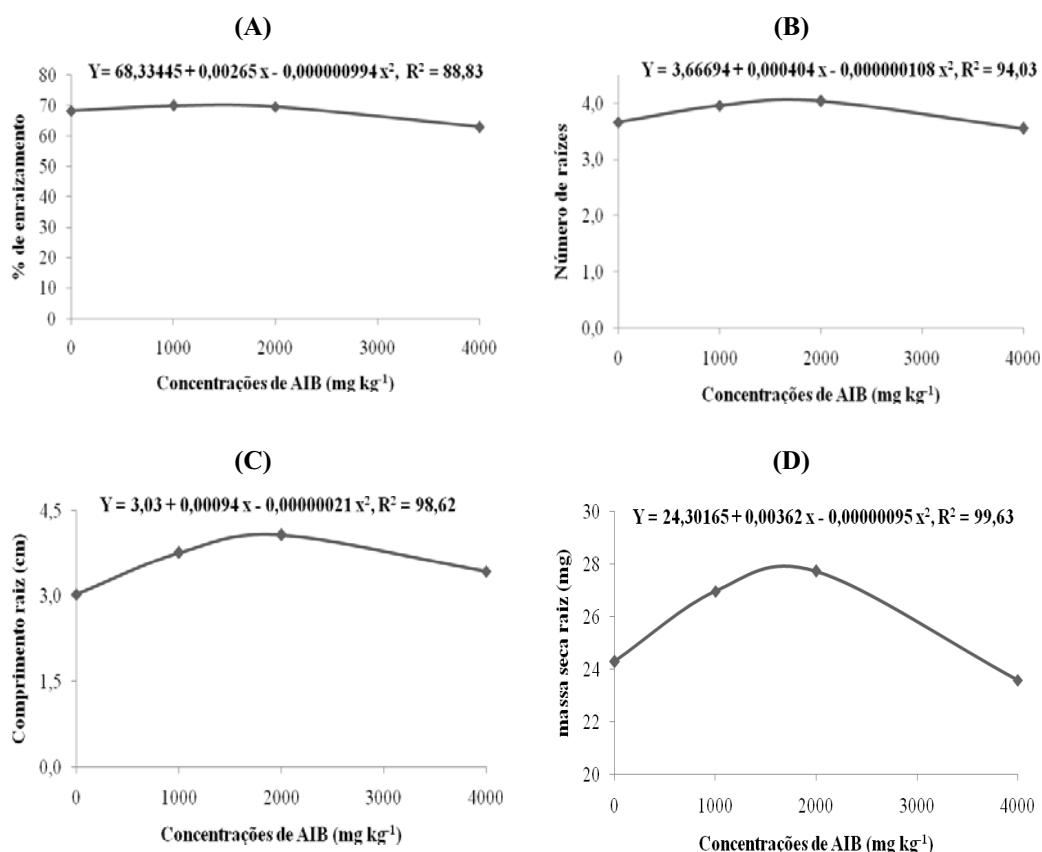 (A)
Y= 68,33445 + 0,00265 x - 0,000000994 x², R² = 88,83
80
70
60
50
40
30
20
10
0
% de enraizamento
0 1000 2000 3000 4000
Concentrações de AIB (mg kg⁻¹)
(B)
Y = 3,66694 + 0,000404 x - 0,000000108 x², R² = 94,03
4,0
3,0
2,0
1,0
0,0
Número de raízes
0 1000 2000 3000 4000
Concentrações de AIB (mg kg⁻¹)
(C)
Y = 3,03 + 0,00094 x - 0,00000021 x², R² = 98,62
4,5
3,0
1,5
0,0
Comprimento raiz (cm)
0 1000 2000 3000 4000
Concentrações de AIB (mg kg⁻¹)
(D)
Y = 24,30165 + 0,00362 x - 0,00000095 x², R² = 99,63
30
28
26
24
22
20
massa seca raiz (mg)
0 1000 2000 3000 4000
Concentrações de AIB (mg kg⁻¹)